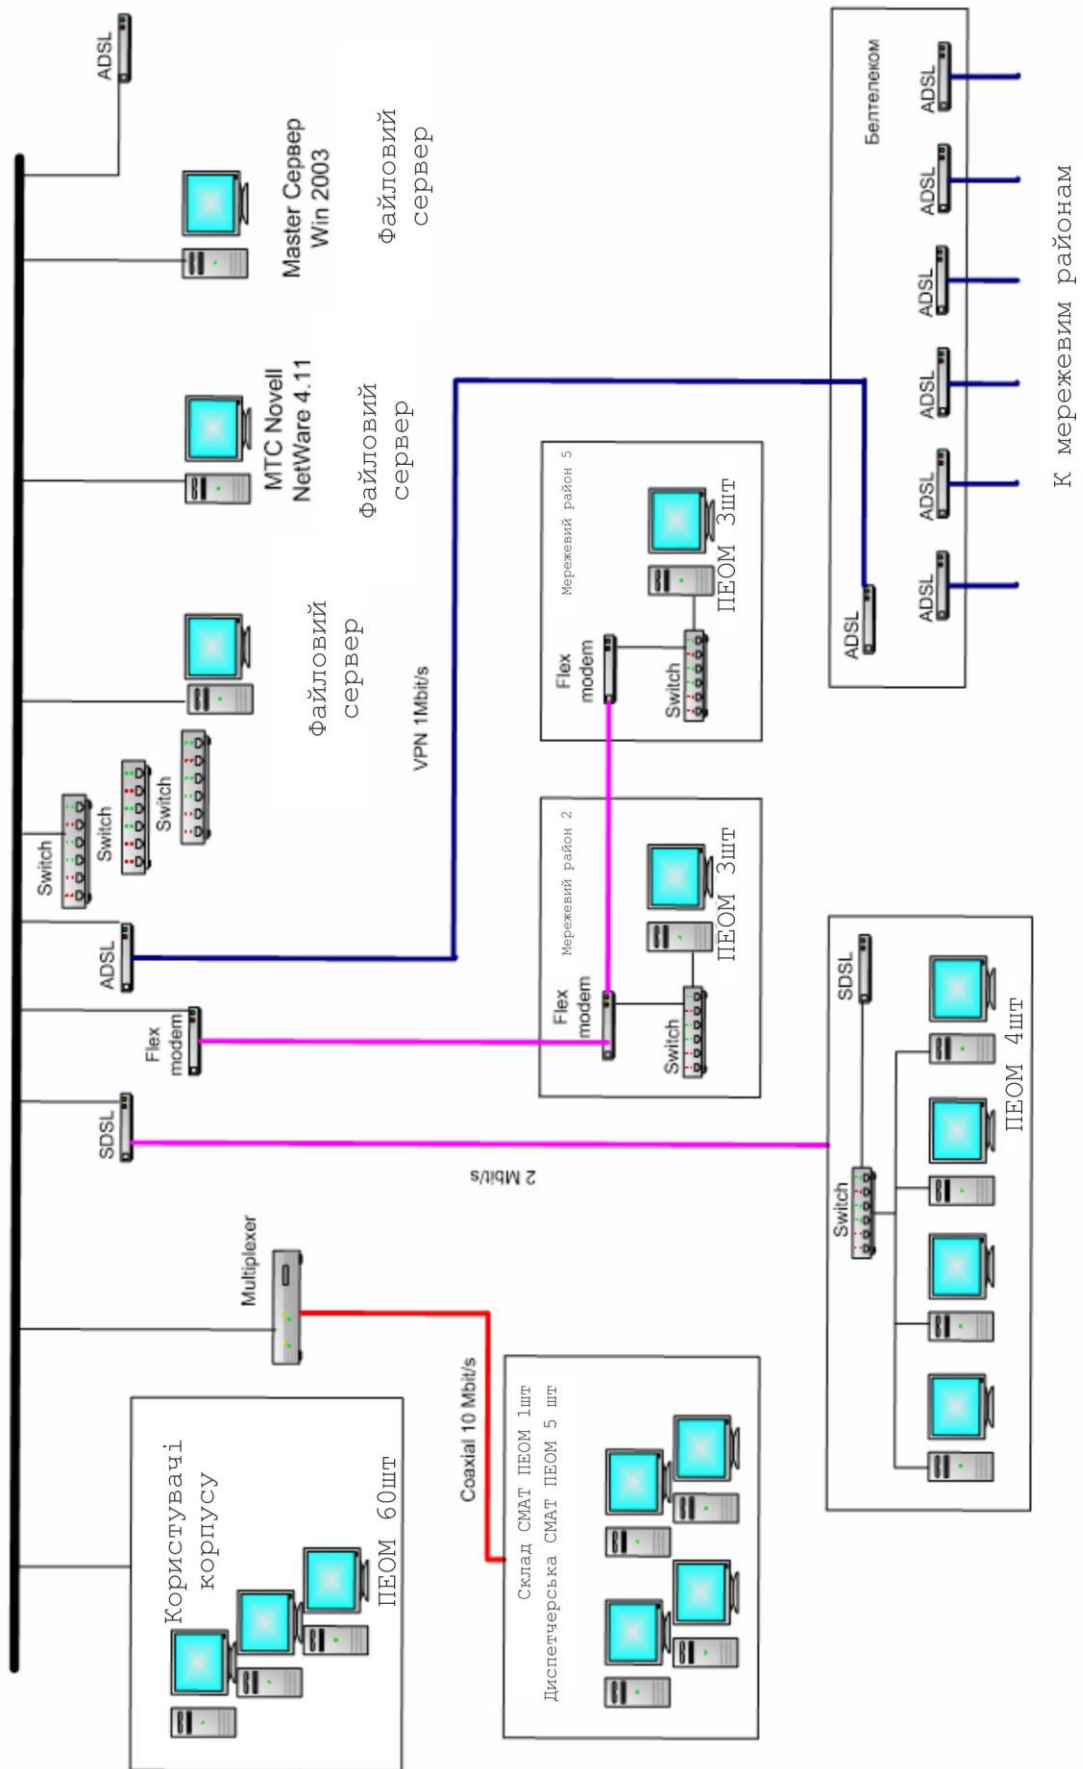 Користувачі
корпусу
ПЕОМ 60шт
Multiplexer
Coaxial 10 Mbit/s
Склад СМАТ ПЕОМ 1шт
Диспетчерська СМАТ ПЕОМ 5 шт
SDSL
2 Mbit/s
Switch
SDSL
ПЕОМ 4шт
Flex
modem
ADSL
Switch
Switch
Switch
VPN 1Mbit/s
Мережевий район 2
Flex
modem
Switch
ПЕОМ 3шт
Мережевий район 5
Flex
modem
Switch
ПЕОМ 3шт
Файловий
сервер
МТС Novell
NetWare 4.11
Файловий
сервер
Master Сервер
Win 2003
Файловий
сервер
ADSL
Белтелеком
ADSL
ADSL
ADSL
ADSL
ADSL
ADSL
ADSL
К мережевим районам